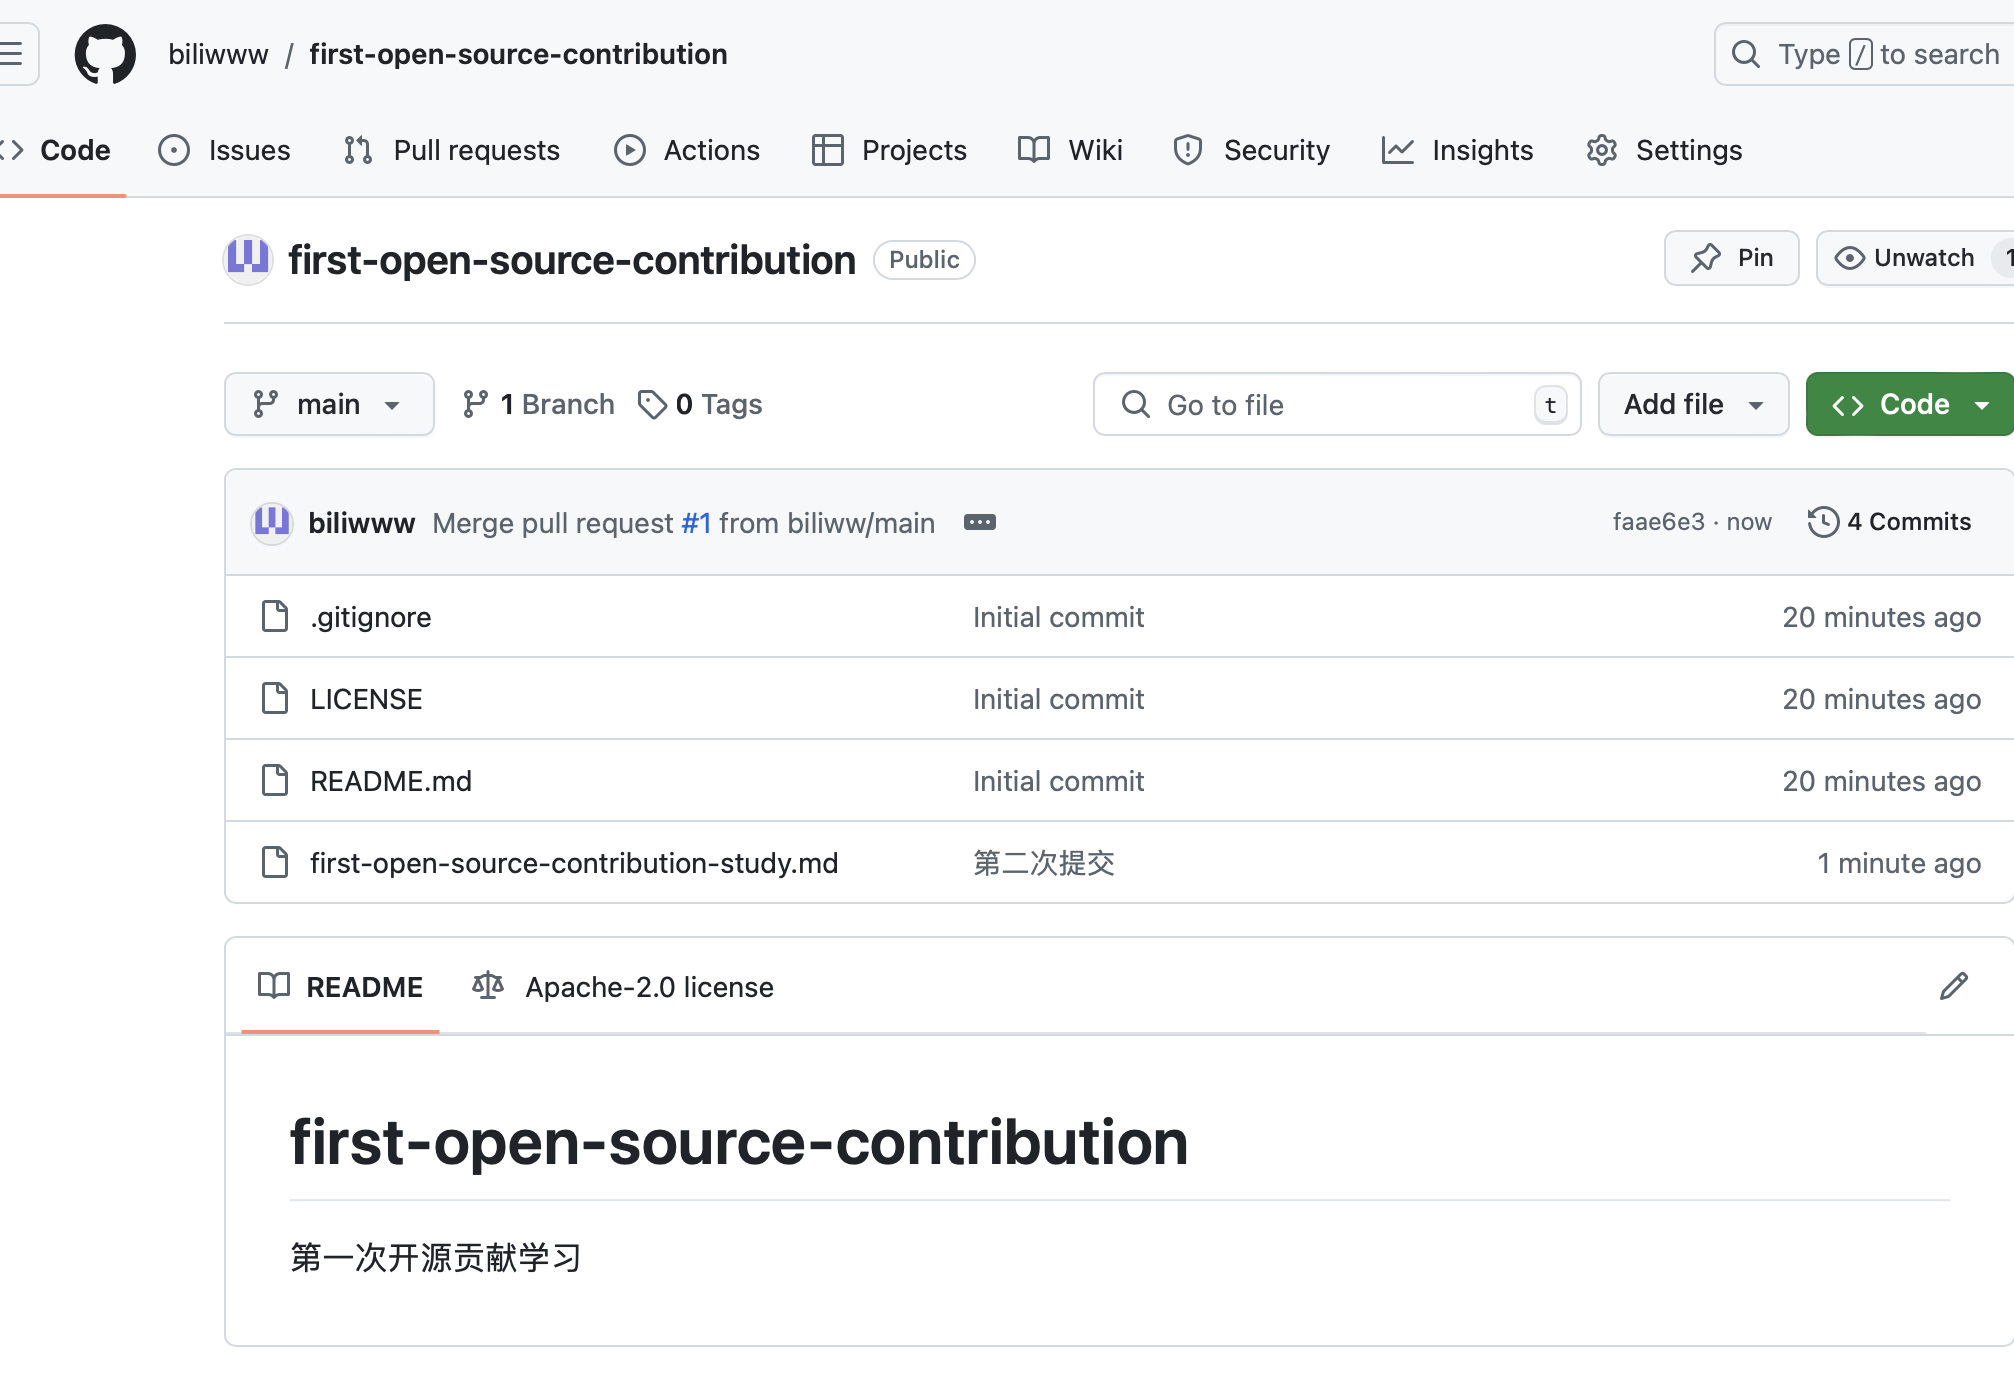 biliwww / first-open-source-contribution
Type / to search
Code Issues Pull requests Actions Projects Wiki Security Insights Settings
first-open-source-contribution Public
Pin Unwatch 1
main 1 Branch 0 Tags
Go to file t Add file Code
biliwww Merge pull request #1 from biliww/main faae6e3 · now 4 Commits
.gitignore Initial commit 20 minutes ago
LICENSE Initial commit 20 minutes ago
README.md Initial commit 20 minutes ago
first-open-source-contribution-study.md 第二次提交 1 minute ago
README Apache-2.0 license
first-open-source-contribution
第一次开源贡献学习